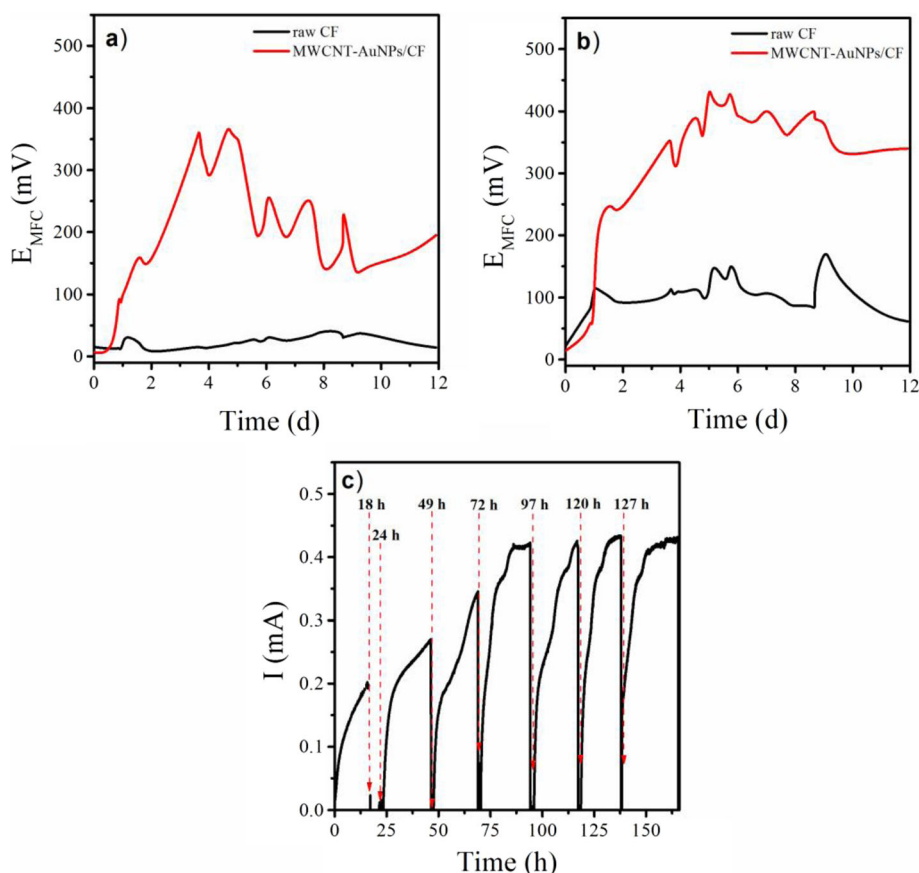 a)
raw CF
MWCNT-AuNPs/CF
500
400
300
200
100
0
E_MFC (mV)
0 2 4 6 8 10 12
Time (d)
b)
raw CF
MWCNT-AuNPs/CF
500
400
300
200
100
0
E_MFC (mV)
0 2 4 6 8 10 12
Time (d)
c)
18 h 49 h 72 h 97 h 120 h 127 h
24 h
0.5
0.4
0.3
0.2
0.1
0.0
I (mA)
0 25 50 75 100 125 150
Time (h)